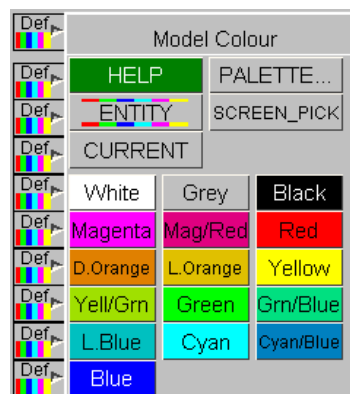 Def Model Colour
Def HELP PALETTE...
Def ENTITY SCREEN_PICK
Def CURRENT
Def White Grey Black
Def Magenta Mag/Red Red
Def D.Orange L.Orange Yellow
Def Yell/Grn Green Grn/Blue
Def L.Blue Cyan Cyan/Blue
Def Blue